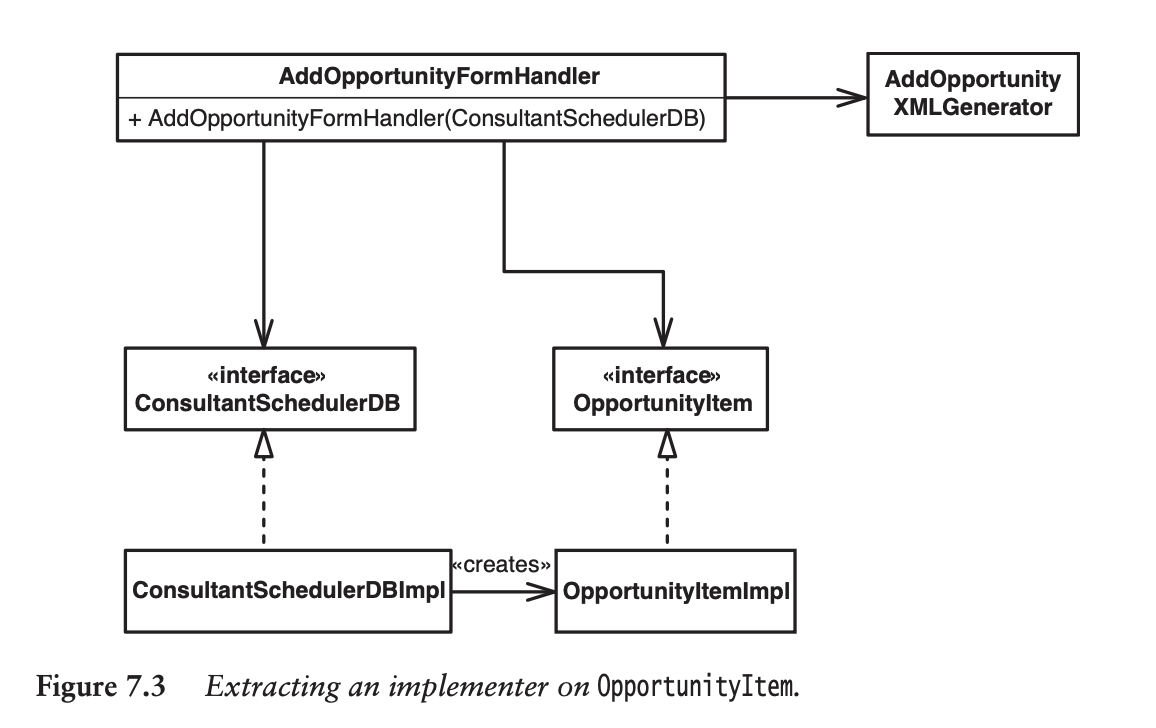 AddOpportunityFormHandler
+ AddOpportunityFormHandler(ConsultantSchedulerDB)
AddOpportunity
XMLGenerator
«interface»
ConsultantSchedulerDB
«interface»
OpportunityItem
ConsultantSchedulerDBImpl
«creates»
OpportunityItemImpl
Figure 7.3 Extracting an implementer on OpportunityItem.